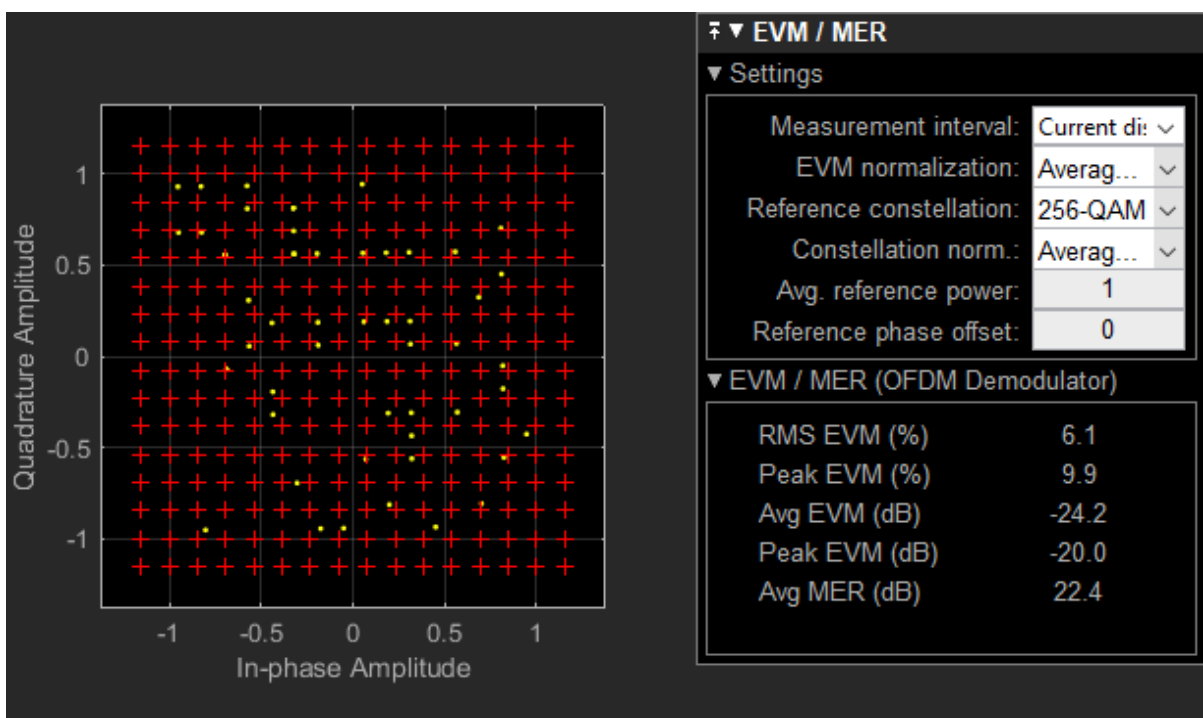 EVM / MER
Settings
Measurement interval: Current di:
EVM normalization: Averag...
Reference constellation: 256-QAM
Constellation norm.: Averag...
Avg. reference power: 1
Reference phase offset: 0
EVM / MER (OFDM Demodulator)
RMS EVM (%) 6.1
Peak EVM (%) 9.9
Avg EVM (dB) -24.2
Peak EVM (dB) -20.0
Avg MER (dB) 22.4
Quadrature Amplitude
1
0.5
0
-0.5
-1
-1 -0.5 0 0.5 1
In-phase Amplitude